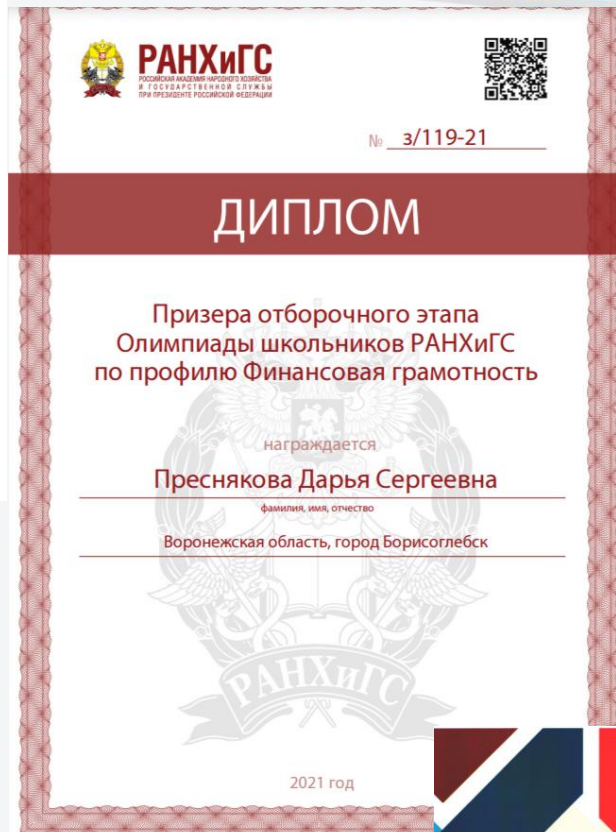 РАНХиГС
РОССИЙСКАЯ АКАДЕМИЯ НАРОДНОГО ХОЗЯЙСТВА
И ГОСУДАРСТВЕННОЙ СЛУЖБЫ
ПРИ ПРЕЗИДЕНТЕ РОССИЙСКОЙ ФЕДЕРАЦИИ
№ з/119-21
ДИПЛОМ
Призера отборочного этапа
Олимпиады школьников РАНХиГС
по профилю Финансовая грамотность
награждается
Преснякова Дарья Сергеевна
фамилия, имя, отчество
Воронежская область, город Борисоглебск
РАНХиГС
2021 год